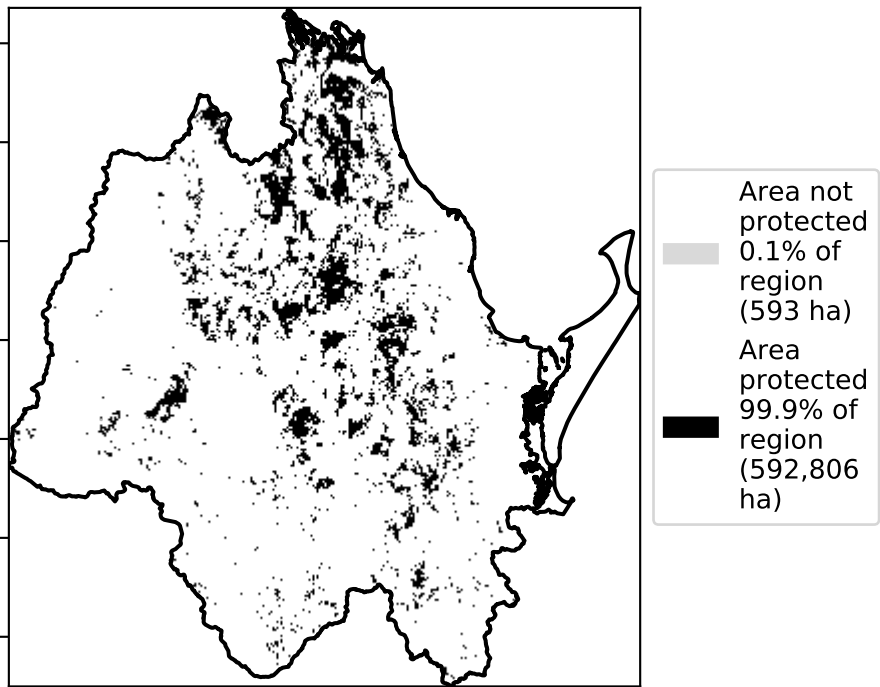 Area not
protected
0.1% of
region
(593 ha)
Area
protected
99.9% of
region
(592,806
ha)